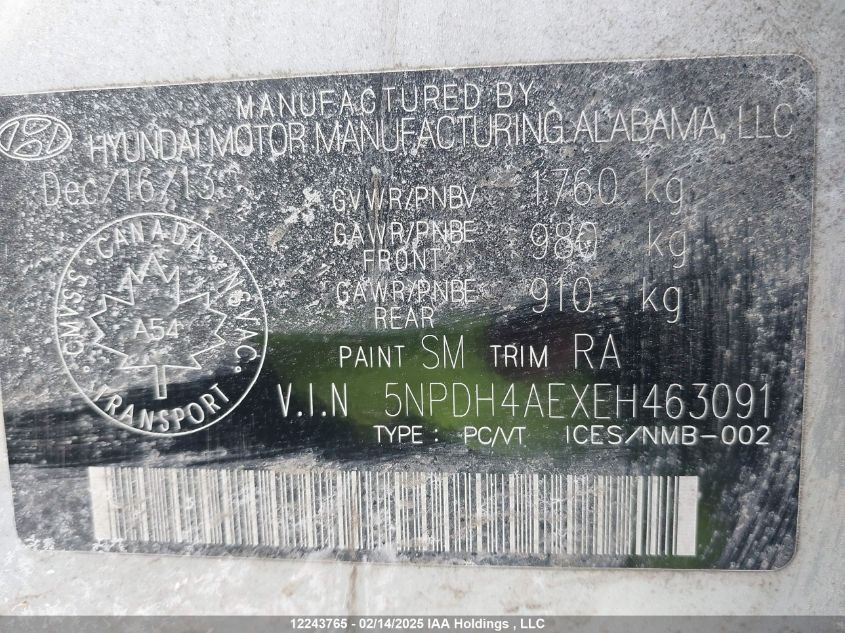 MANUFACTURED BY
HYUNDAI MOTOR MANUFACTURING ALABAMA, LLC
Dec/16/13
GVWR/PNBV 1760 kg
GAWR/PNBE FRONT 980 kg
GAWR/PNBE REAR 910 kg
CANADA
CMVSS · NSVAC
A54
TRANSPORT
PAINT SM TRIM RA
V.I.N 5NPDH4AEXEH463091
TYPE : PC/VT ICES/NMB-002
12243765 - 02/14/2025 IAA Holdings , LLC